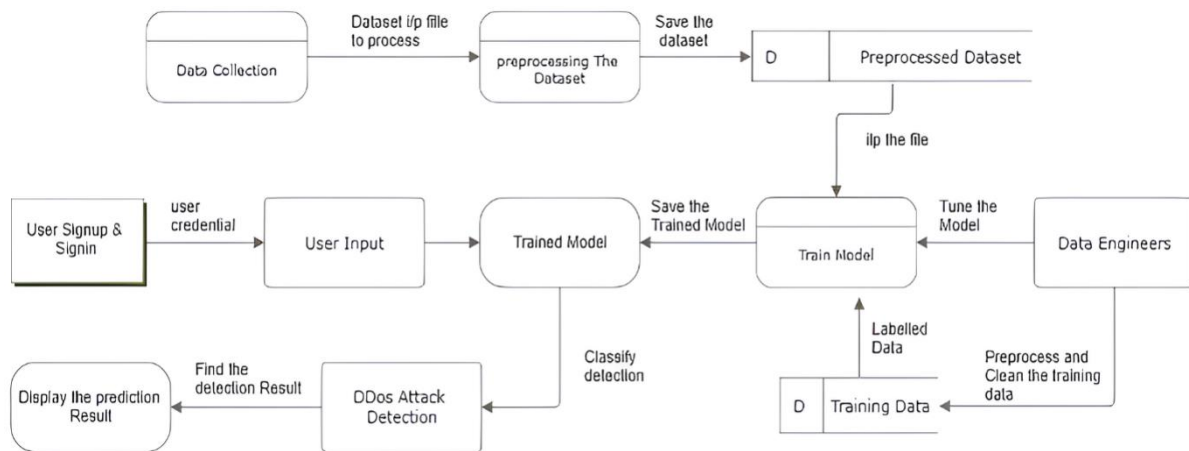 Dataset i/p fille
to process
Save the
dataset
Data Collection
preprocessing The
Dataset
D
Preprocessed Dataset
i/p the file
User Signup &
Signin
user
credential
User Input
Trained Model
Save the
Trained Model
Train Model
Tune the
Model
Data Engineers
Labelled
Data
Preprocess and
Clean the training
data
D
Training Data
Classify
detection
DDos Attack
Detection
Find the
detection Result
Display the prediction
Result